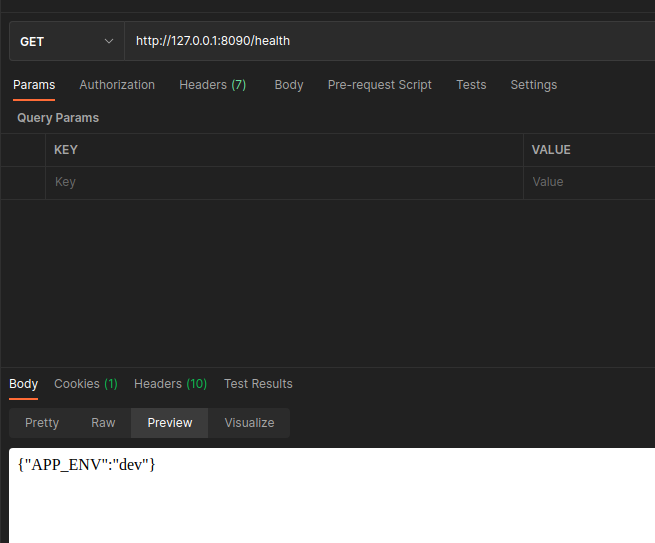 GET http://127.0.0.1:8090/health
Params Authorization Headers (7) Body Pre-request Script Tests Settings
Query Params
KEY VALUE
Key Value
Body Cookies (1) Headers (10) Test Results
Pretty Raw Preview Visualize
{"APP_ENV":"dev"}